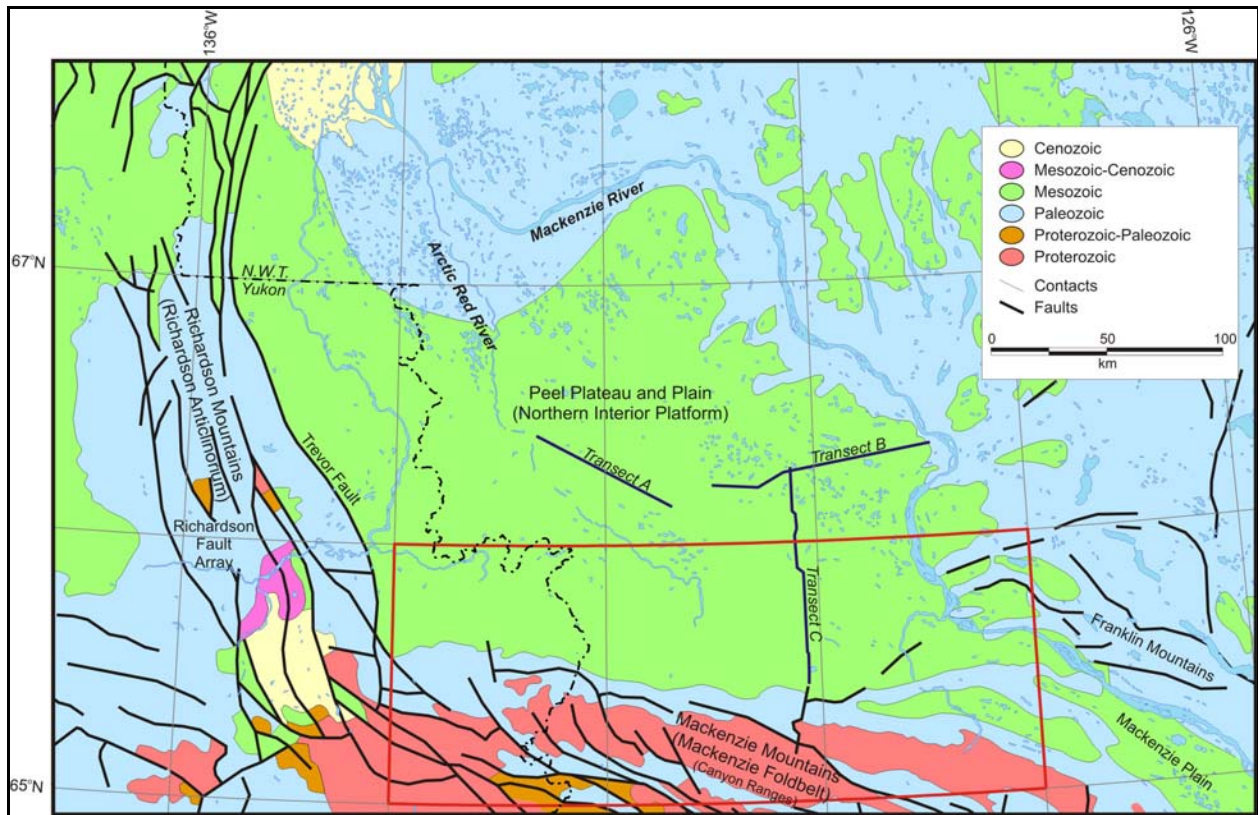 136°W
126°W
Cenozoic
Mesozoic-Cenozoic
Mesozoic
Paleozoic
Proterozoic-Paleozoic
Proterozoic
Contacts
Faults
0 50 100
km
Mackenzie River
Arctic Red River
67°N
N.W.T.
Yukon
Richardson Mountains
(Richardson Anticlinorium)
Trevor Fault
Peel Plateau and Plain
(Northern Interior Platform)
Transect A
Transect B
Transect C
Richardson
Fault
Array
Franklin Mountains
Mackenzie Plain
Mackenzie Mountains
(Mackenzie Foldbelt)
(Canyon Ranges)
65°N